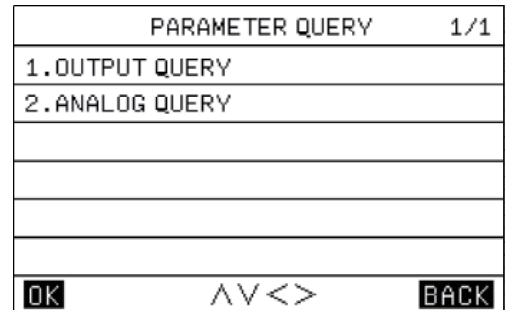 PARAMETER QUERY 1/1
1.OUTPUT QUERY
2.ANALOG QUERY
OK ∧∨<> BACK